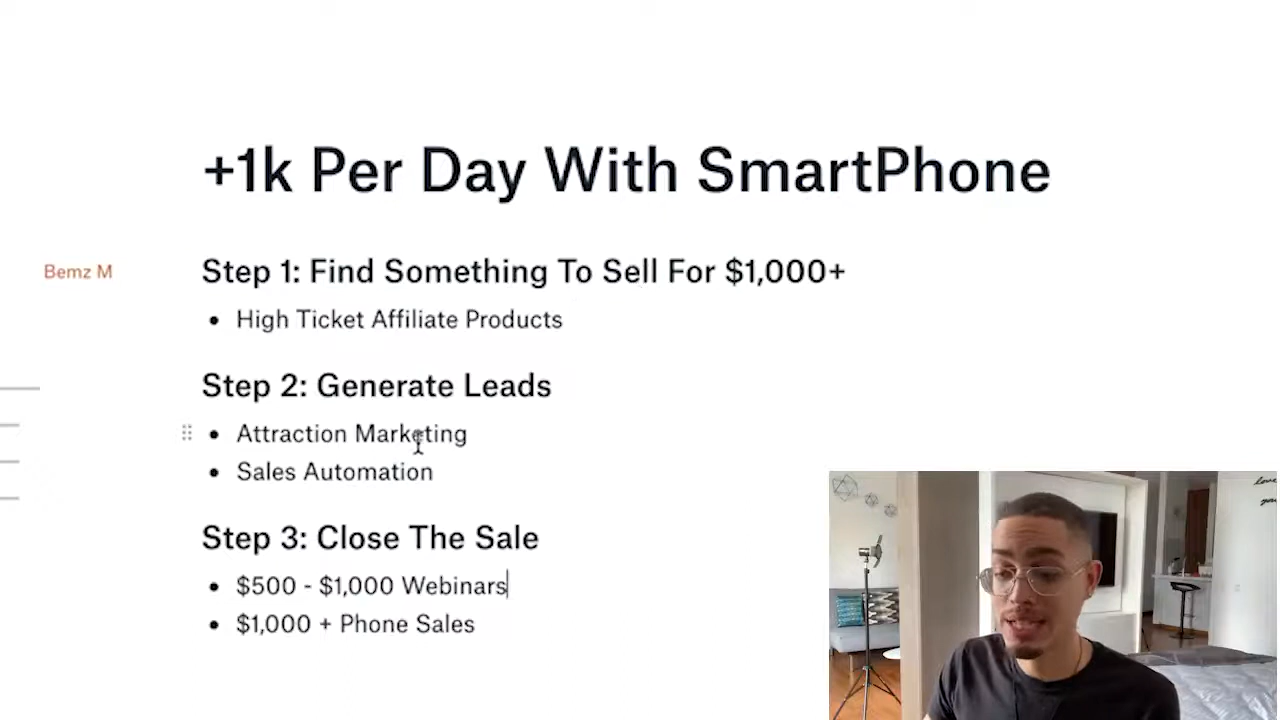 +1k Per Day With SmartPhone
Bemz M
Step 1: Find Something To Sell For $1,000+
High Ticket Affiliate Products
Step 2: Generate Leads
Attraction Marketing
Sales Automation
Step 3: Close The Sale
$500 - $1,000 Webinars
$1,000 + Phone Sales
love
you